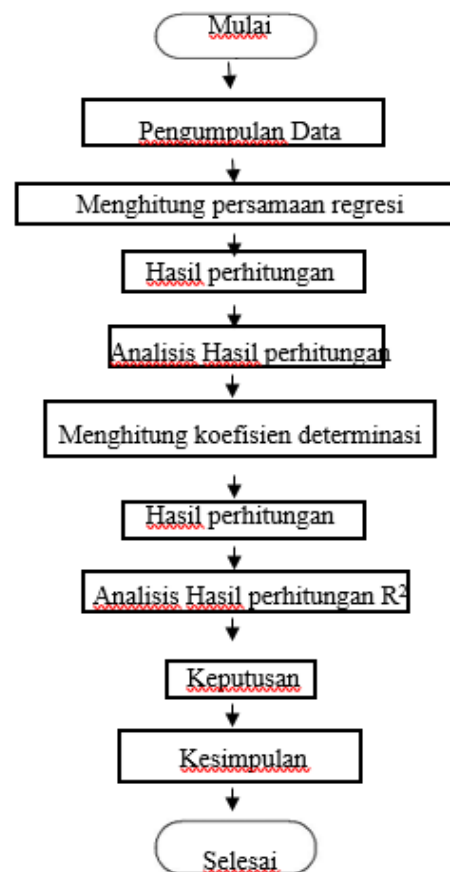 Mulai
Pengumpulan Data
Menghitung persamaan regresi
Hasil perhitungan
Analisis Hasil perhitungan
Menghitung koefisien determinasi
Hasil perhitungan
Analisis Hasil perhitungan R²
Keputusan
Kesimpulan
Selesai